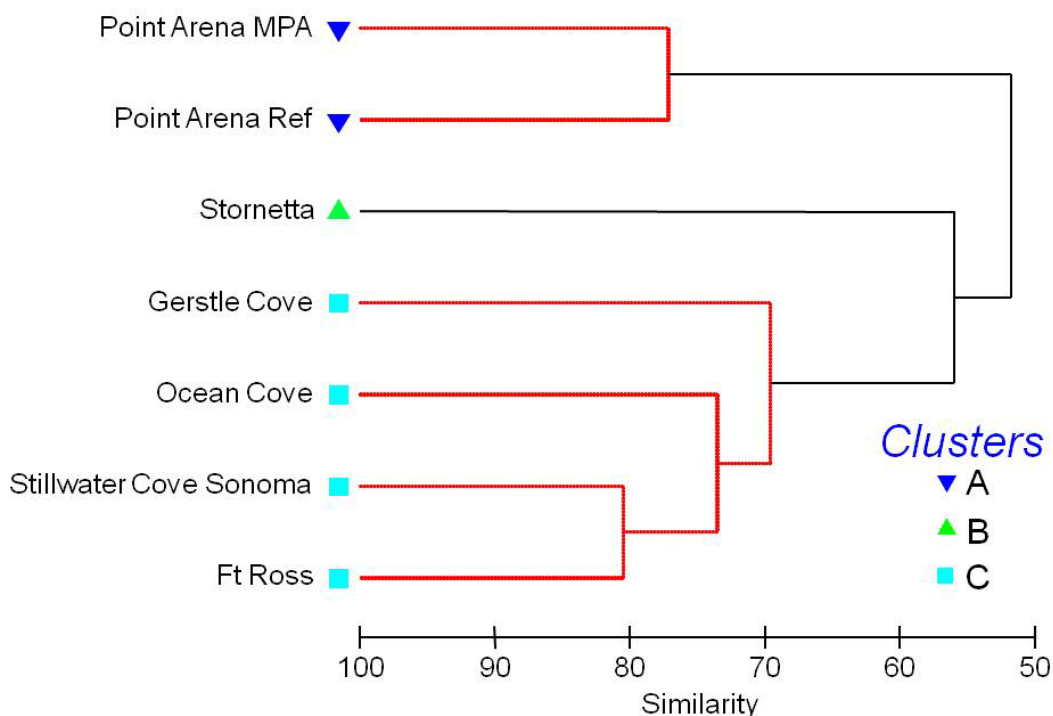 Point Arena MPA
Point Arena Ref
Stornetta
Gerstle Cove
Ocean Cove
Stillwater Cove Sonoma
Ft Ross
Clusters
A
B
C
100 90 80 70 60 50
Similarity